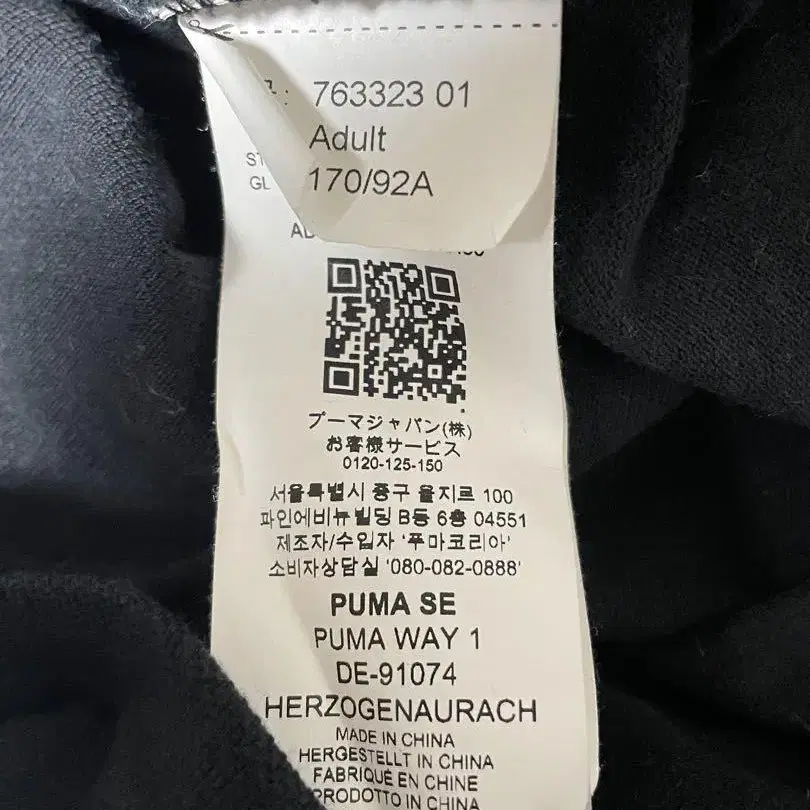 763323 01
Adult
170/92A
ST
GL
AD
プーマジャパン(株)
お客様サービス
0120-125-150
서울특별시 중구 을지로 100
파인에비뉴빌딩 B동 6층 04551
제조자/수입자 '푸마코리아'
소비자상담실 '080-082-0888'
PUMA SE
PUMA WAY 1
DE-91074
HERZOGENAURACH
MADE IN CHINA
HERGESTELLT IN CHINA
FABRIQUÉ EN CHINE
PRODOTTO IN CHINA